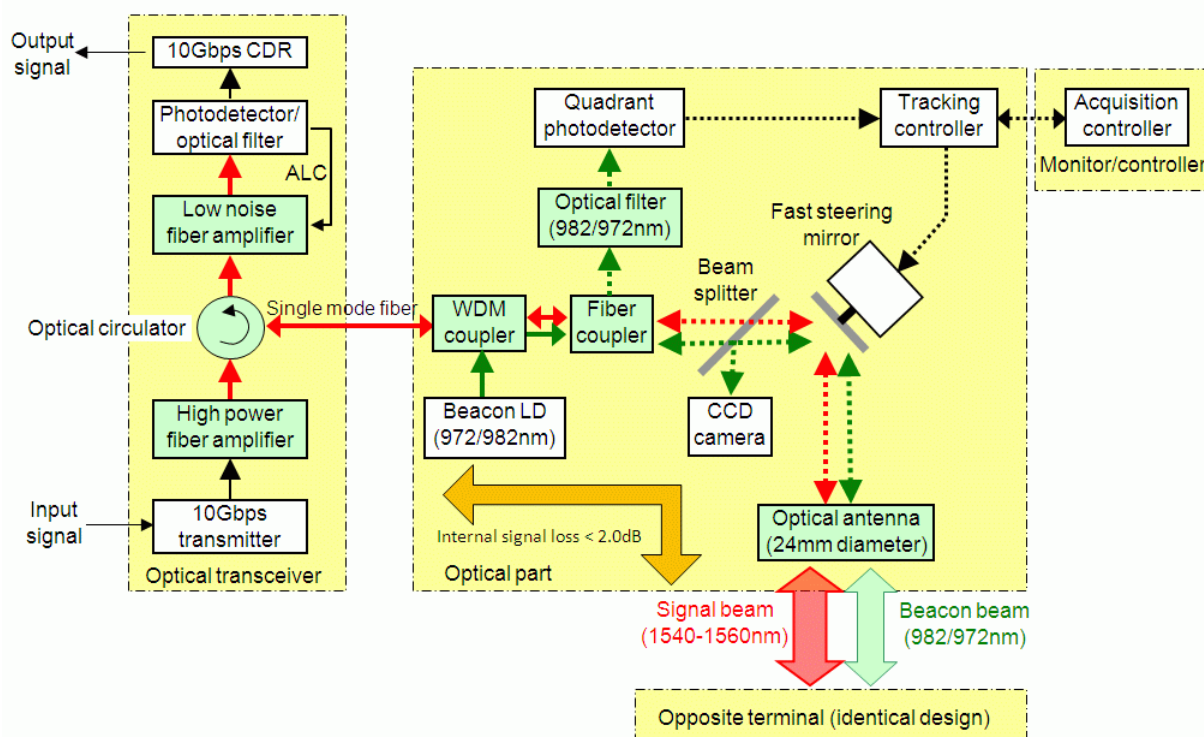 Output
signal
10Gbps CDR
Photodetector/
optical filter
ALC
Low noise
fiber amplifier
Optical circulator
Single mode fiber
High power
fiber amplifier
Input
signal
10Gbps
transmitter
Optical transceiver
Quadrant
photodetector
Tracking
controller
Acquisition
controller
Monitor/controller
Optical filter
(982/972nm)
Fast steering
mirror
Beam
splitter
WDM
coupler
Fiber
coupler
Beacon LD
(972/982nm)
CCD
camera
Internal signal loss < 2.0dB
Optical antenna
(24mm diameter)
Optical part
Signal beam
(1540-1560nm)
Beacon beam
(982/972nm)
Opposite terminal (identical design)